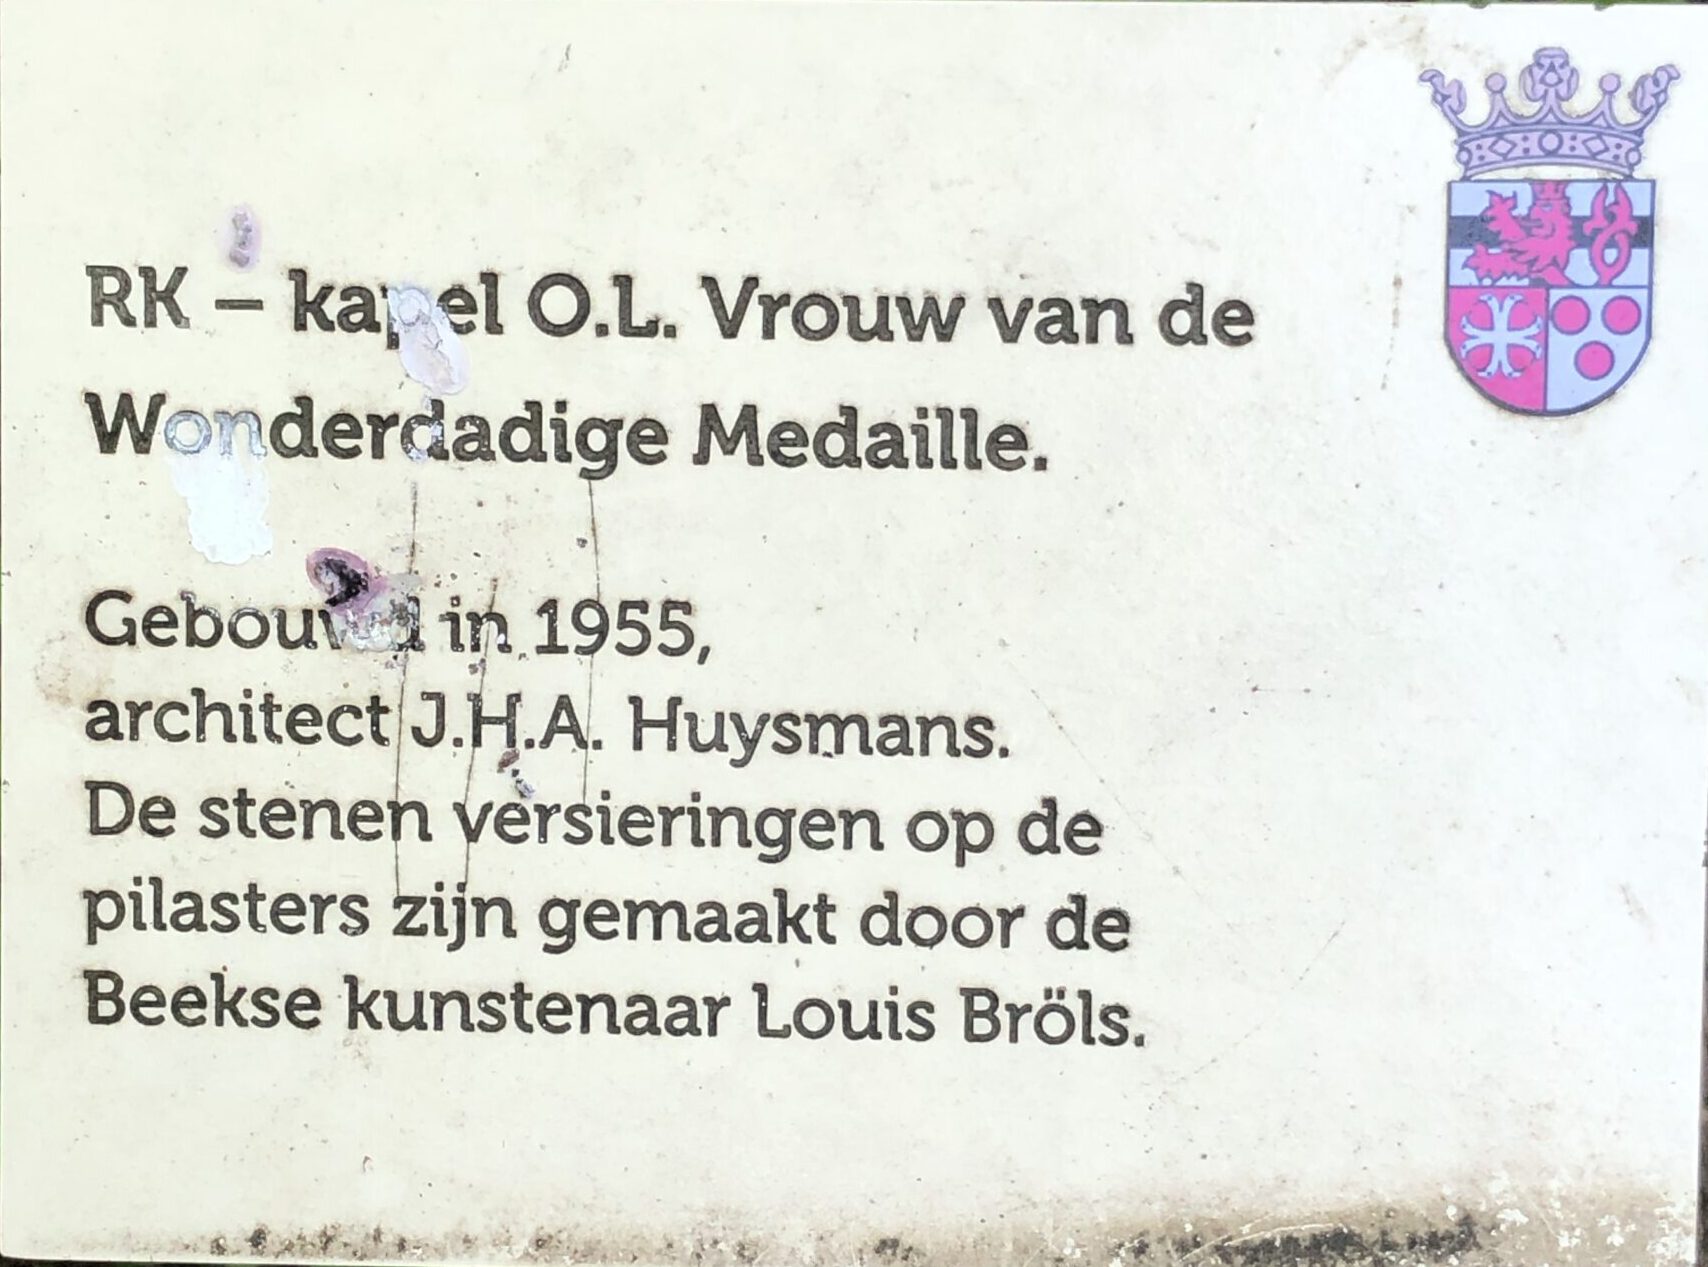 RK – kapel O.L. Vrouw van de
Wonderdadige Medaille.
Gebouwd in 1955,
architect J.H.A. Huysmans.
De stenen versieringen op de
pilasters zijn gemaakt door de
Beekse kunstenaar Louis Bröls.